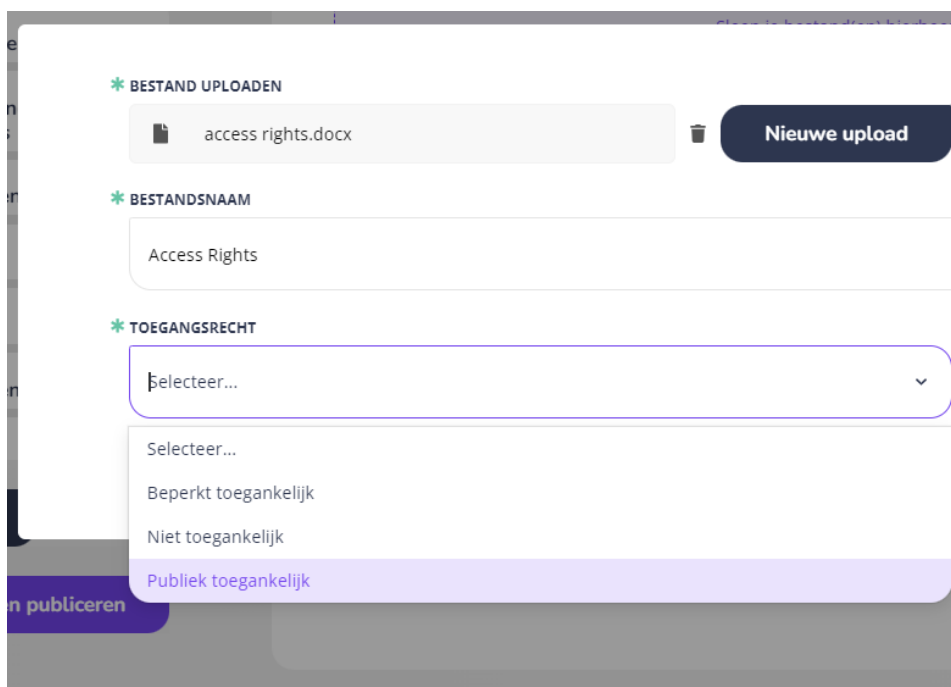 ✱ BESTAND UPLOADEN
access rights.docx
Nieuwe upload
✱ BESTANDSNAAM
Access Rights
✱ TOEGANGSRECHT
Selecteer...
Selecteer...
Beperkt toegankelijk
Niet toegankelijk
Publiek toegankelijk
en publiceren